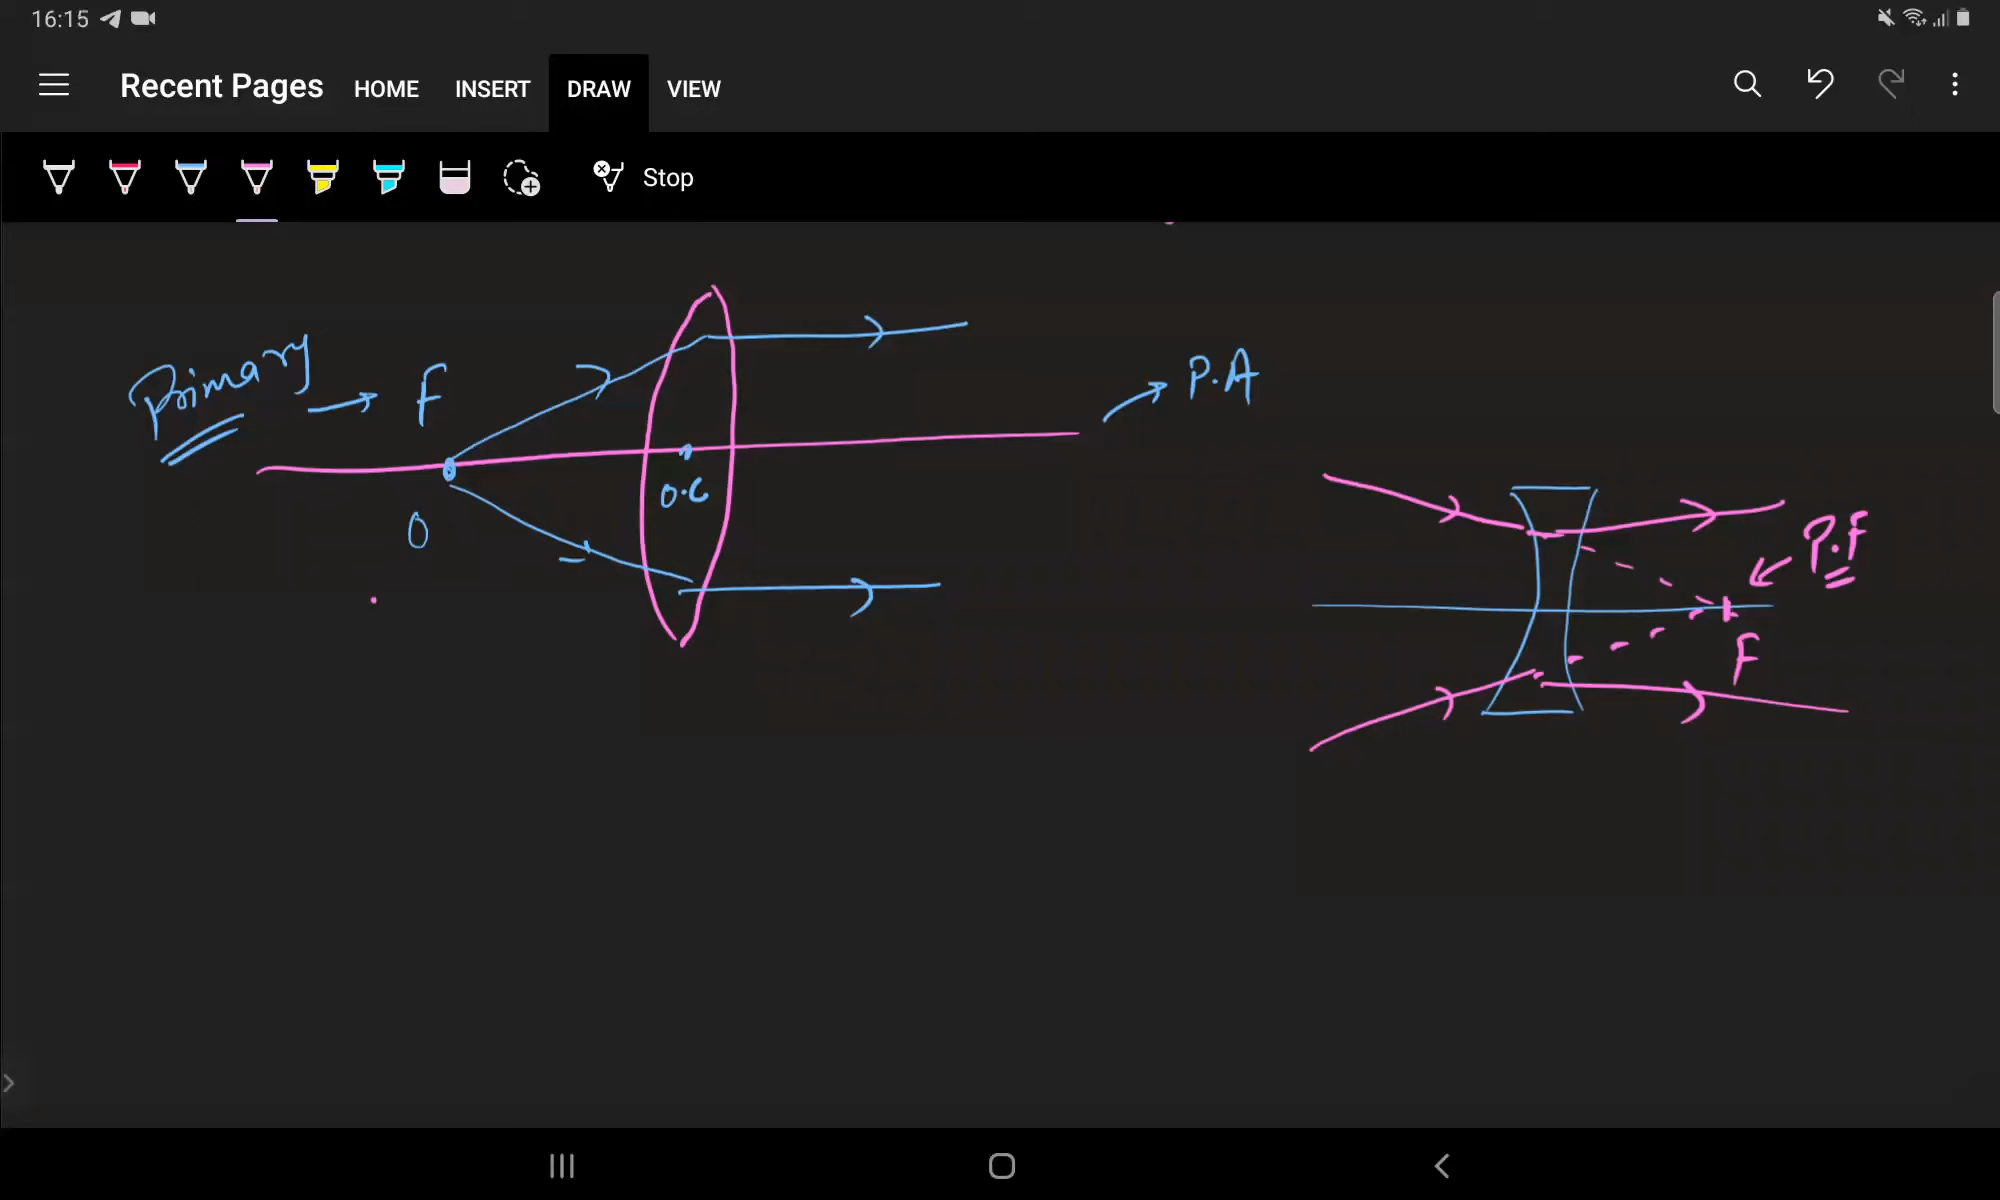 16:15
Recent Pages HOME INSERT DRAW VIEW
Stop
Primary → F
P.A
O.C
O
P.F
F